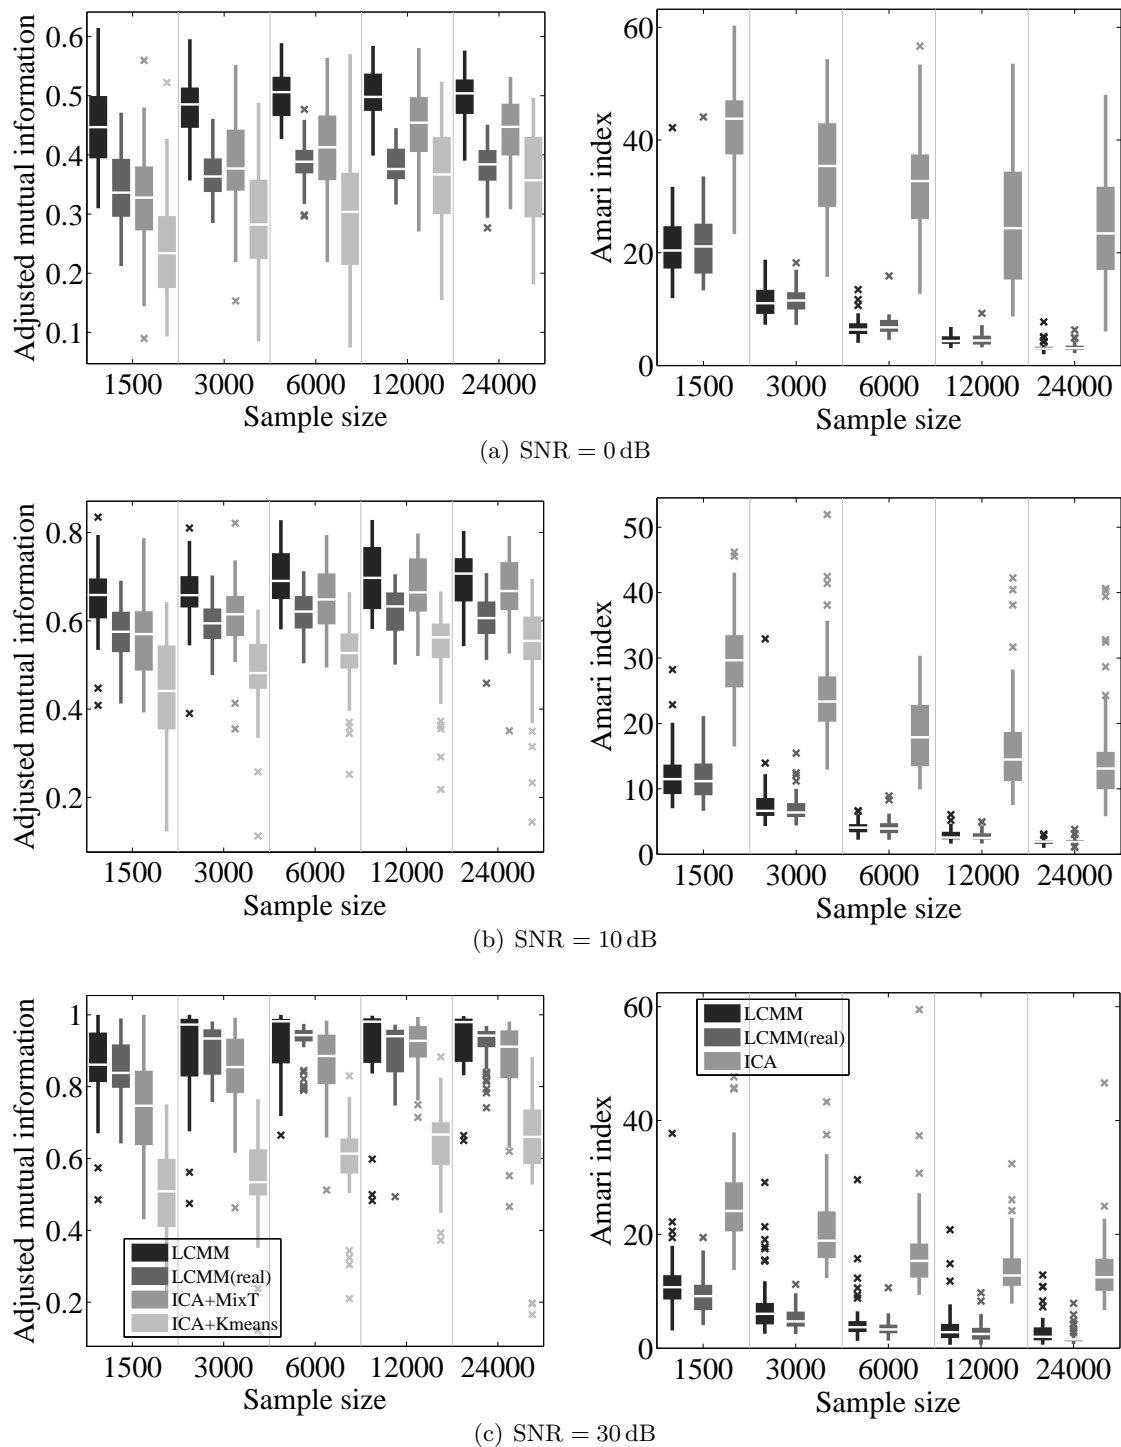 Adjusted mutual information
0.6
0.5
0.4
0.3
0.2
0.1
1500 3000 6000 12000 24000
Sample size
Amari index
60
40
20
0
1500 3000 6000 12000 24000
Sample size
(a) SNR = 0 dB
Adjusted mutual information
0.8
0.6
0.4
0.2
1500 3000 6000 12000 24000
Sample size
Amari index
50
40
30
20
10
0
1500 3000 6000 12000 24000
Sample size
(b) SNR = 10 dB
Adjusted mutual information
1
0.8
0.6
0.4
0.2
LCMM
LCMM(real)
ICA+MixT
ICA+Kmeans
1500 3000 6000 12000 24000
Sample size
Amari index
60
40
20
0
LCMM
LCMM(real)
ICA
1500 3000 6000 12000 24000
Sample size
(c) SNR = 30 dB